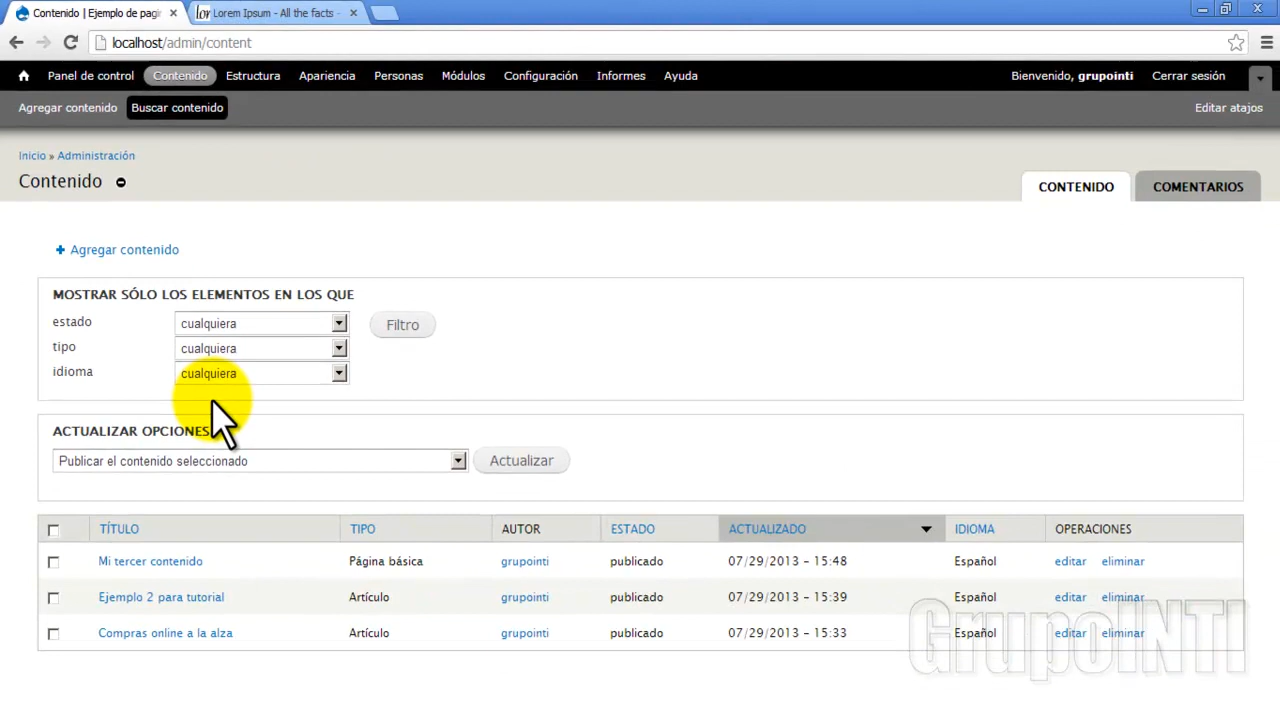 Contenido | Ejemplo de pagi
Lorem Ipsum - All the facts -
localhost/admin/content
Panel de control Contenido Estructura Apariencia Personas Módulos Configuración Informes Ayuda Bienvenido, grupointi Cerrar sesión
Agregar contenido Buscar contenido Editar atajos
Inicio » Administración
Contenido
CONTENIDO COMENTARIOS
+ Agregar contenido
MOSTRAR SÓLO LOS ELEMENTOS EN LOS QUE
estado cualquiera Filtro
tipo cualquiera
idioma cualquiera
ACTUALIZAR OPCIONES
Publicar el contenido seleccionado Actualizar
TÍTULO TIPO AUTOR ESTADO ACTUALIZADO IDIOMA OPERACIONES
Mi tercer contenido Página básica grupointi publicado 07/29/2013 - 15:48 Español editar eliminar
Ejemplo 2 para tutorial Artículo grupointi publicado 07/29/2013 - 15:39 Español editar eliminar
Compras online a la alza Artículo grupointi publicado 07/29/2013 - 15:33 Español editar eliminar
GrupoINTI